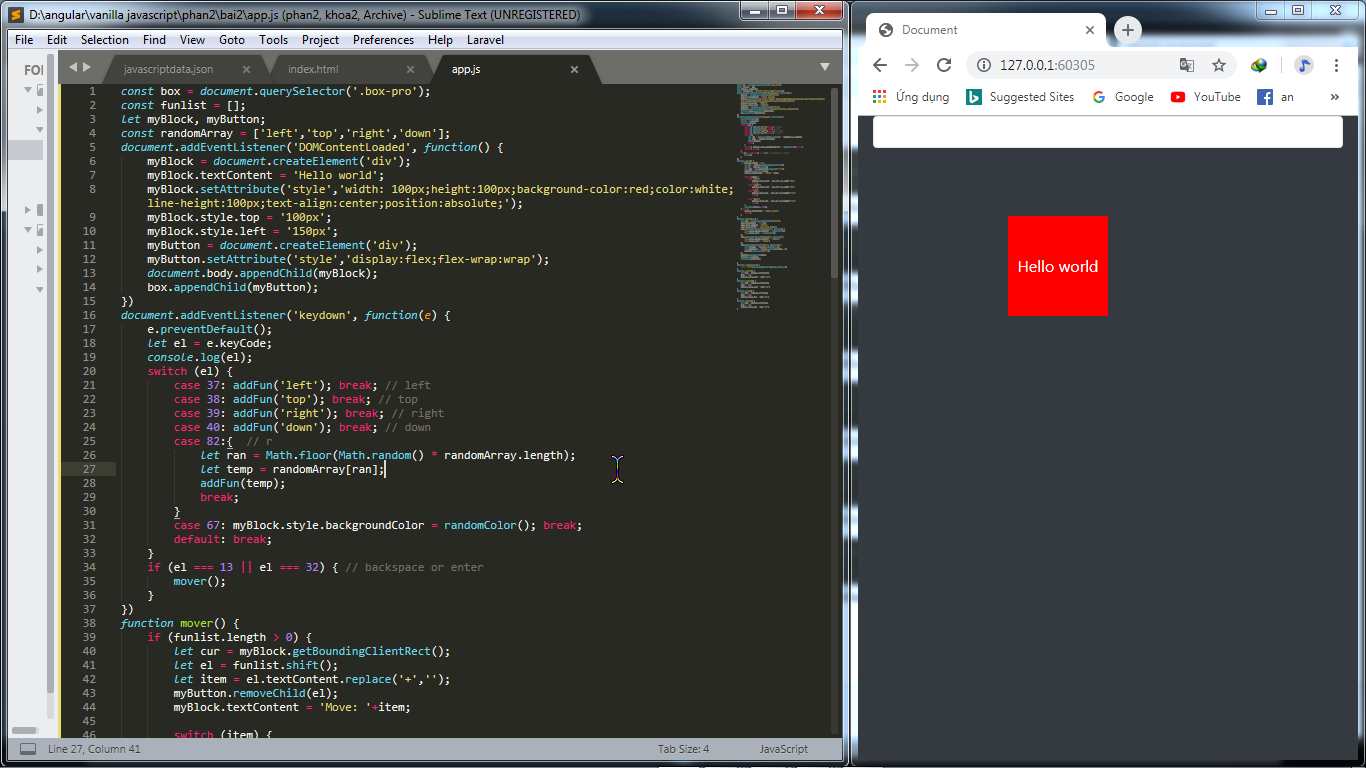 D:\angular\vanilla javascript\phan2\bai2\app.js (phan2, khoa2, Archive) - Sublime Text (UNREGISTERED)
File Edit Selection Find View Goto Tools Project Preferences Help Laravel
FOI
javascriptdata.json
index.html
app.js
1 const box = document.querySelector('.box-pro');
2 const funlist = [];
3 let myBlock, myButton;
4 const randomArray = ['left','top','right','down'];
5 document.addEventListener('DOMContentLoaded', function() {
6 myBlock = document.createElement('div');
7 myBlock.textContent = 'Hello world';
8 myBlock.setAttribute('style','width: 100px;height:100px;background-color:red;color:white;
line-height:100px;text-align:center;position:absolute;');
9 myBlock.style.top = '100px';
10 myBlock.style.left = '150px';
11 myButton = document.createElement('div');
12 myButton.setAttribute('style','display:flex;flex-wrap:wrap');
13 document.body.appendChild(myBlock);
14 box.appendChild(myButton);
15 })
16 document.addEventListener('keydown', function(e) {
17 e.preventDefault();
18 let el = e.keyCode;
19 console.log(el);
20 switch (el) {
21 case 37: addFun('left'); break; // left
22 case 38: addFun('top'); break; // top
23 case 39: addFun('right'); break; // right
24 case 40: addFun('down'); break; // down
25 case 82:{ // r
26 let ran = Math.floor(Math.random() * randomArray.length);
27 let temp = randomArray[ran];
28 addFun(temp);
29 break;
30 }
31 case 67: myBlock.style.backgroundColor = randomColor(); break;
32 default: break;
33 }
34 if (el === 13 || el === 32) { // backspace or enter
35 mover();
36 }
37 })
38 function mover() {
39 if (funlist.length > 0) {
40 let cur = myBlock.getBoundingClientRect();
41 let el = funlist.shift();
42 let item = el.textContent.replace('+','');
43 myButton.removeChild(el);
44 myBlock.textContent = 'Move: '+item;
45
46 switch (item) {
Line 27, Column 41
Tab Size: 4
JavaScript
Document
127.0.0.1:60305
Ứng dụng
Suggested Sites
Google
YouTube
an
»
Hello world